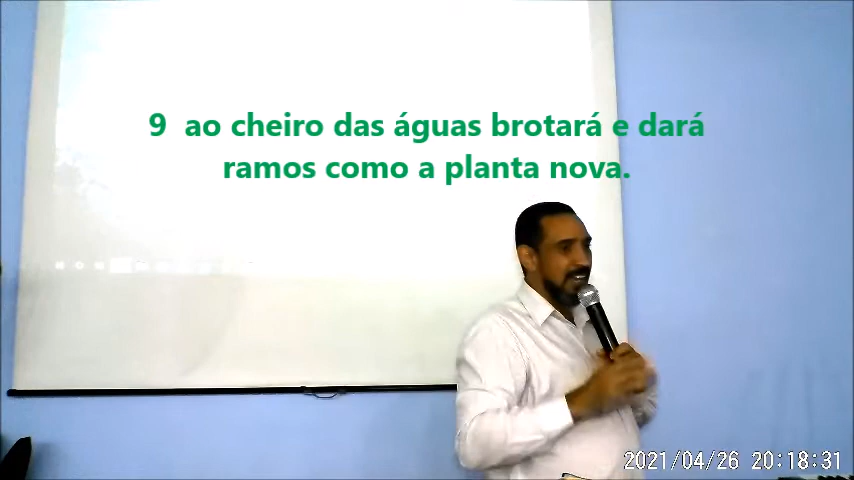 9 ao cheiro das águas brotará e dará
ramos como a planta nova.
2021/04/26 20:18:31